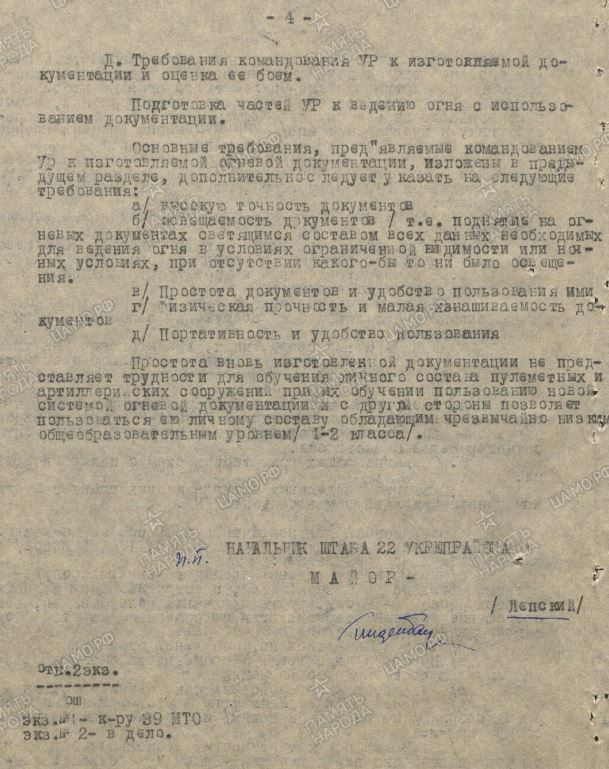 - 4 -
Д. Требования командования УР к изготовляемой до-
кументации и оценка ее боем.
Подготовка частей УР к ведению огня с использо-
ванием документации.
Основные требования, пред"являемые командованием
Ур к изготовляемой огневой документации, изложены в преды-
дущем разделе, дополнительнос ледует у казать на следующие
требования:
а/ высокую точность документов
б/ освещаемость документов / т.е. поднятие на ог-
невых документах светящимся составом всех данных необходимых
для ведения огня в условиях ограниченной видимости или ноч-
ных условиях, при отсутствии какого-бы то ни было освеще-
ния.
в/ Простота документов и удобство пользования ими
г/ Физическая прочность и малая изнашиваемость до-
кументов
д/ Портативность и удобство пользования
Простота вновь изготовленной документации не пред-
ставляет трудности для обучения личного состава пулеметных и
артиллерийских сооружений при их обучении пользованию новой
системой огневой документации и с другой стороны позволяет
пользоваться ею личному составу обладающим чрезвычайно низким
общеобразовательным уровнем/ 1-2 класса/.
п.п. НАЧАЛЬНИК ШТАБА 22 УКРЕПРАЙОНА
МАЙОР -
/ Лепский/
Отп.2экз.
ош
экз.№ 1- к-ру 39 МТО
экз.№ 2- в дело.